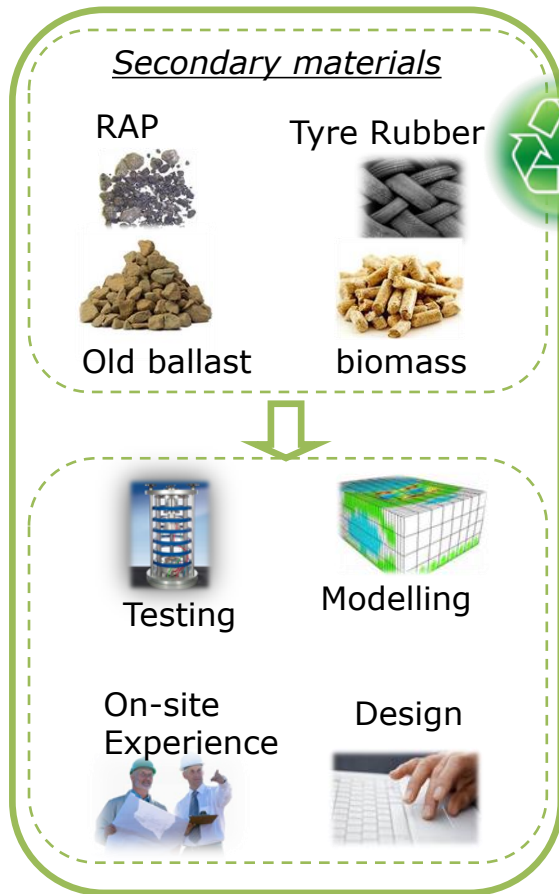 Secondary materials
RAP
Tyre Rubber
Old ballast
biomass
Testing
Modelling
On-site
Experience
Design